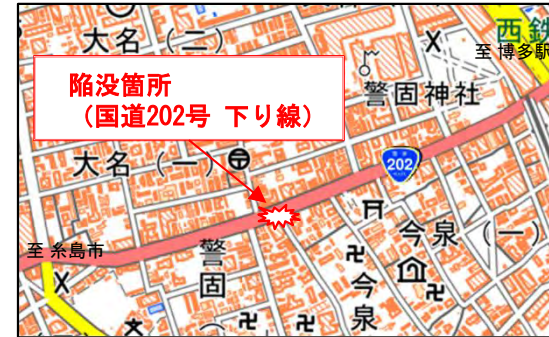 大名(二)
西鉄
至 博多駅
陥没箇所
(国道202号 下り線)
警固神社
大名(一)
202
今泉(一)
至 糸島市
警固
今泉